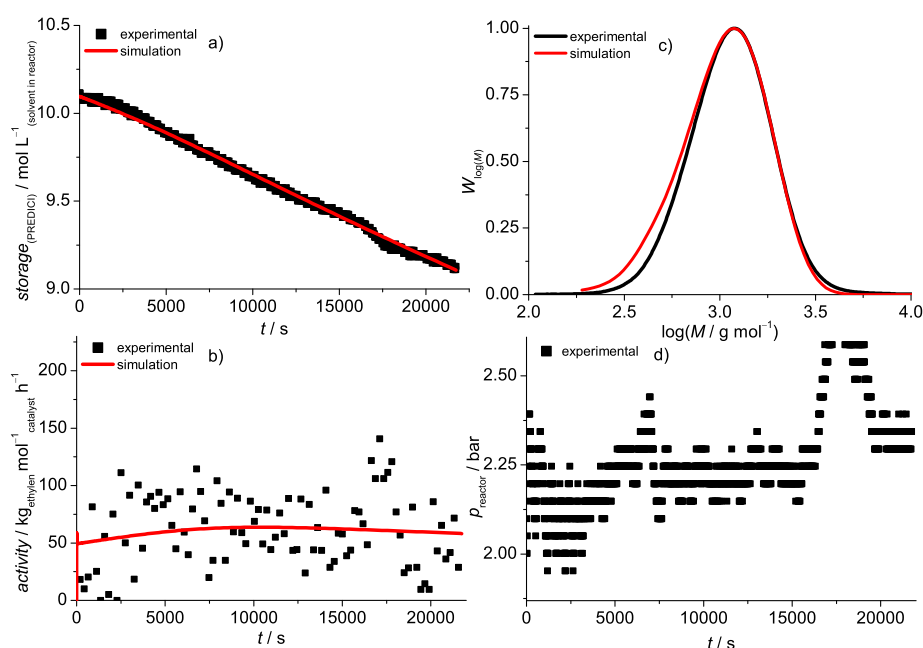 experimental
simulation
a)
10.5
10.0
9.5
9.0
storage(PREDICI) / mol L⁻¹(solvent in reactor)
0 5000 10000 15000 20000
t / s
experimental
simulation
c)
1.00
0.75
0.50
0.25
0.00
Wlog(M)
2.0 2.5 3.0 3.5 4.0
log(M / g mol⁻¹)
experimental
simulation
b)
200
150
100
50
0
activity / kgethylen mol⁻¹catalyst h⁻¹
0 5000 10000 15000 20000
t / s
experimental
d)
2.50
2.25
2.00
preactor / bar
0 5000 10000 15000 20000
t / s